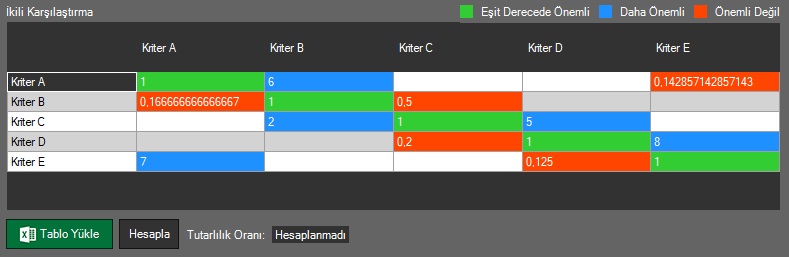 İkili Karşılaştırma Eşit Derecede Önemli Daha Önemli Önemli Değil
Kriter A Kriter B Kriter C Kriter D Kriter E
Kriter A 1 6 0,142857142857143
Kriter B 0,166666666666667 1 0,5
Kriter C 2 1 5
Kriter D 0,2 1 8
Kriter E 7 0,125 1
Tablo Yükle Hesapla Tutarlılık Oranı: Hesaplanmadı